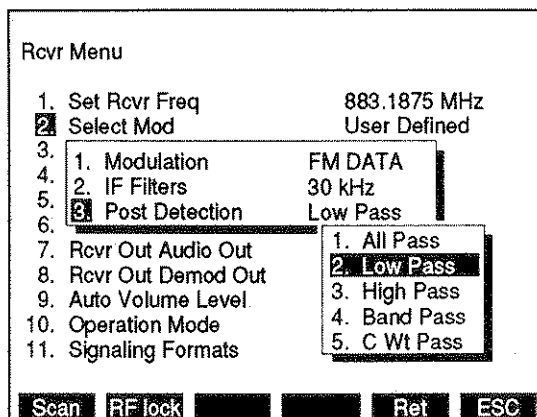 Rcvr Menu
1. Set Rcvr Freq 883.1875 MHz
2. Select Mod User Defined
3.
4.
5.
6.
1. Modulation FM DATA
2. IF Filters 30 kHz
3. Post Detection Low Pass
7. Rcvr Out Audio Out
8. Rcvr Out Demod Out
9. Auto Volume Level
10. Operation Mode
11. Signaling Formats
1. All Pass
2. Low Pass
3. High Pass
4. Band Pass
5. C Wt Pass
Scan RF lock Ret ESC